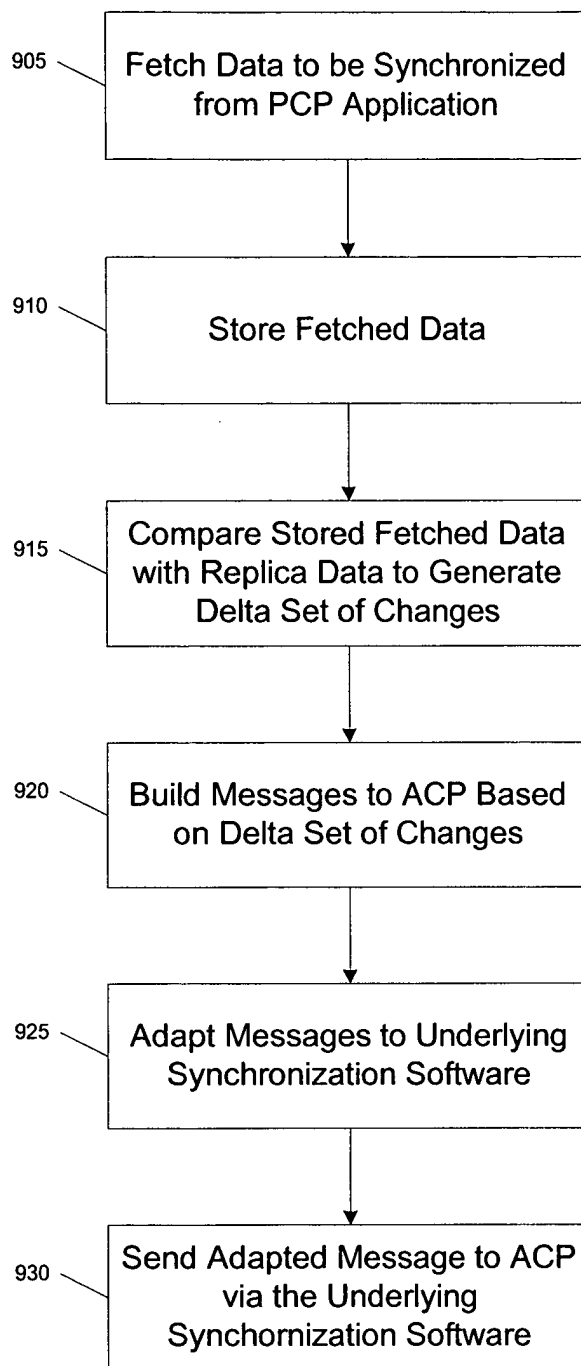 905
Fetch Data to be Synchronized
from PCP Application
910
Store Fetched Data
915
Compare Stored Fetched Data
with Replica Data to Generate
Delta Set of Changes
920
Build Messages to ACP Based
on Delta Set of Changes
925
Adapt Messages to Underlying
Synchronization Software
930
Send Adapted Message to ACP
via the Underlying
Synchornization Software